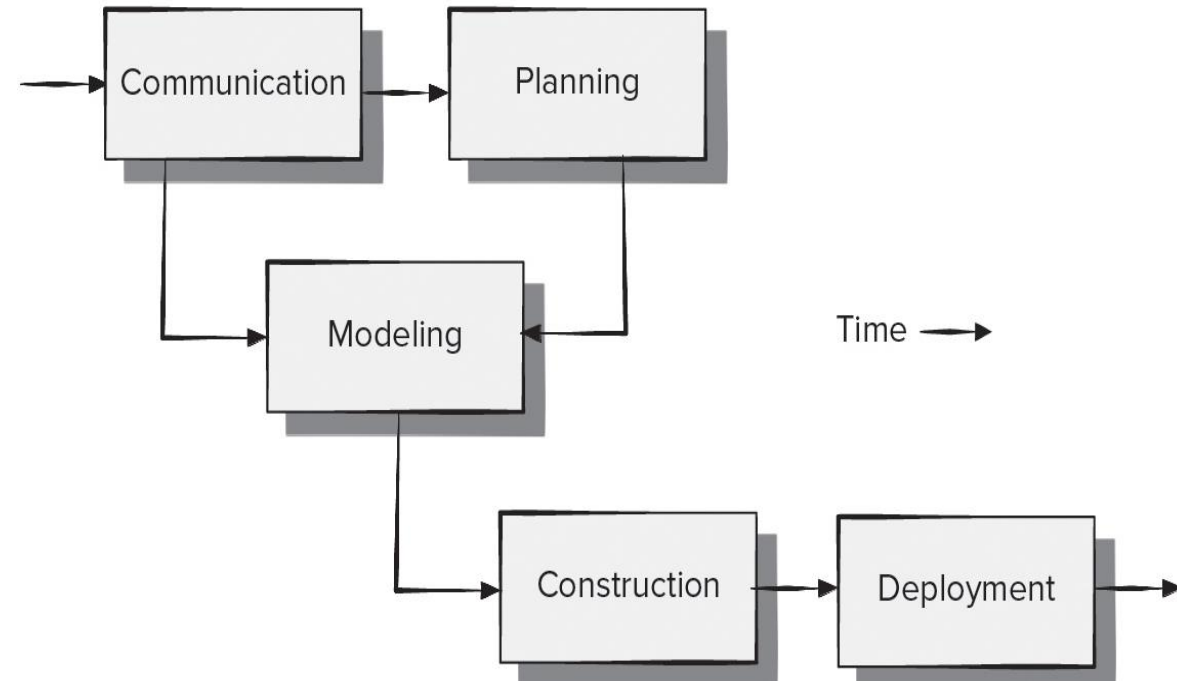 Communication
Planning
Modeling
Time
Construction
Deployment